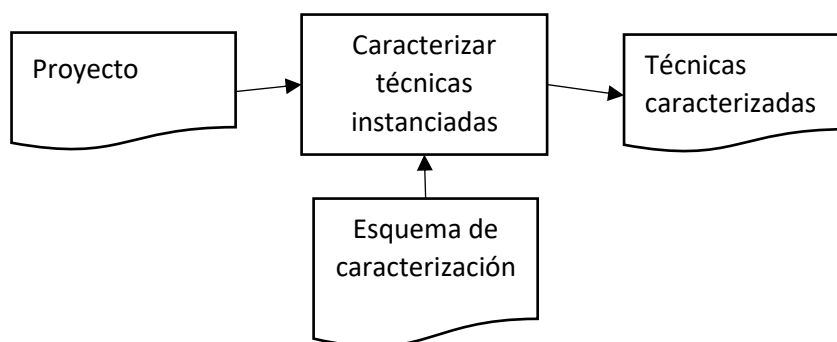 Proyecto
Caracterizar
técnicas
instanciadas
Técnicas
caracterizadas
Esquema de
caracterización